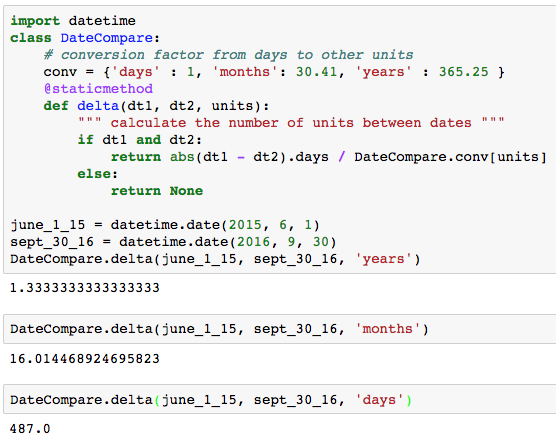 import datetime
class DateCompare:
    # conversion factor from days to other units
    conv = {'days' : 1, 'months': 30.41, 'years' : 365.25 }
    @staticmethod
    def delta(dt1, dt2, units):
        """ calculate the number of units between dates """
        if dt1 and dt2:
            return abs(dt1 - dt2).days / DateCompare.conv[units]
        else:
            return None

june_1_15 = datetime.date(2015, 6, 1)
sept_30_16 = datetime.date(2016, 9, 30)
DateCompare.delta(june_1_15, sept_30_16, 'years')
1.3333333333333333
DateCompare.delta(june_1_15, sept_30_16, 'months')
16.014468924695823
DateCompare.delta(june_1_15, sept_30_16, 'days')
487.0